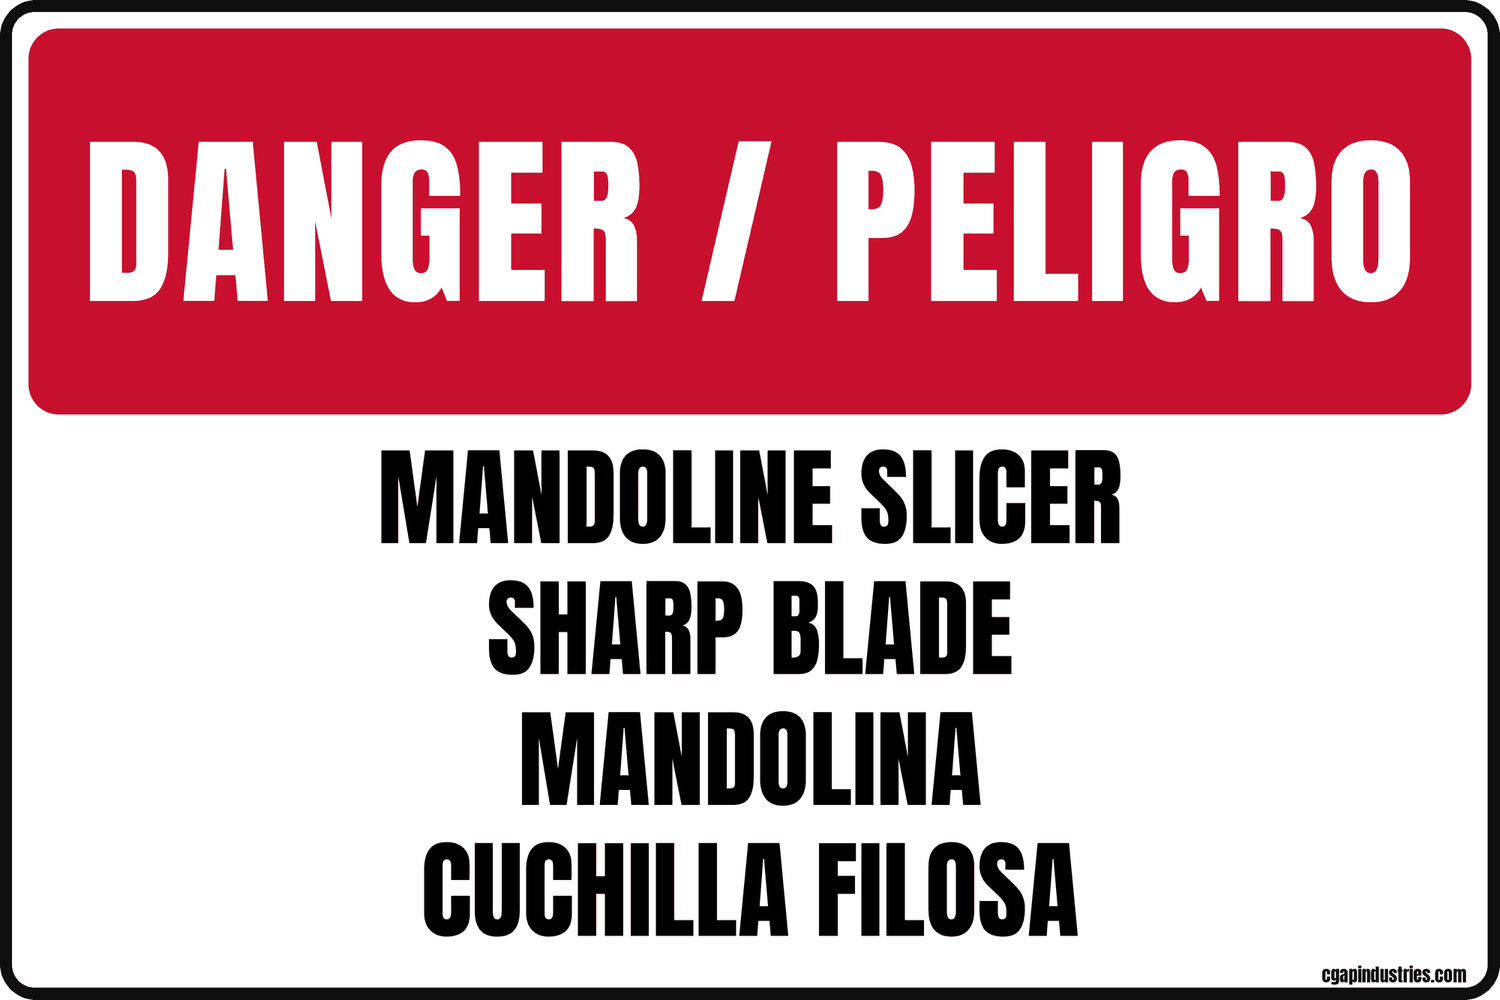 DANGER / PELIGRO
MANDOLINE SLICER
SHARP BLADE
MANDOLINA
CUCHILLA FILOSA
cgapindustries.com